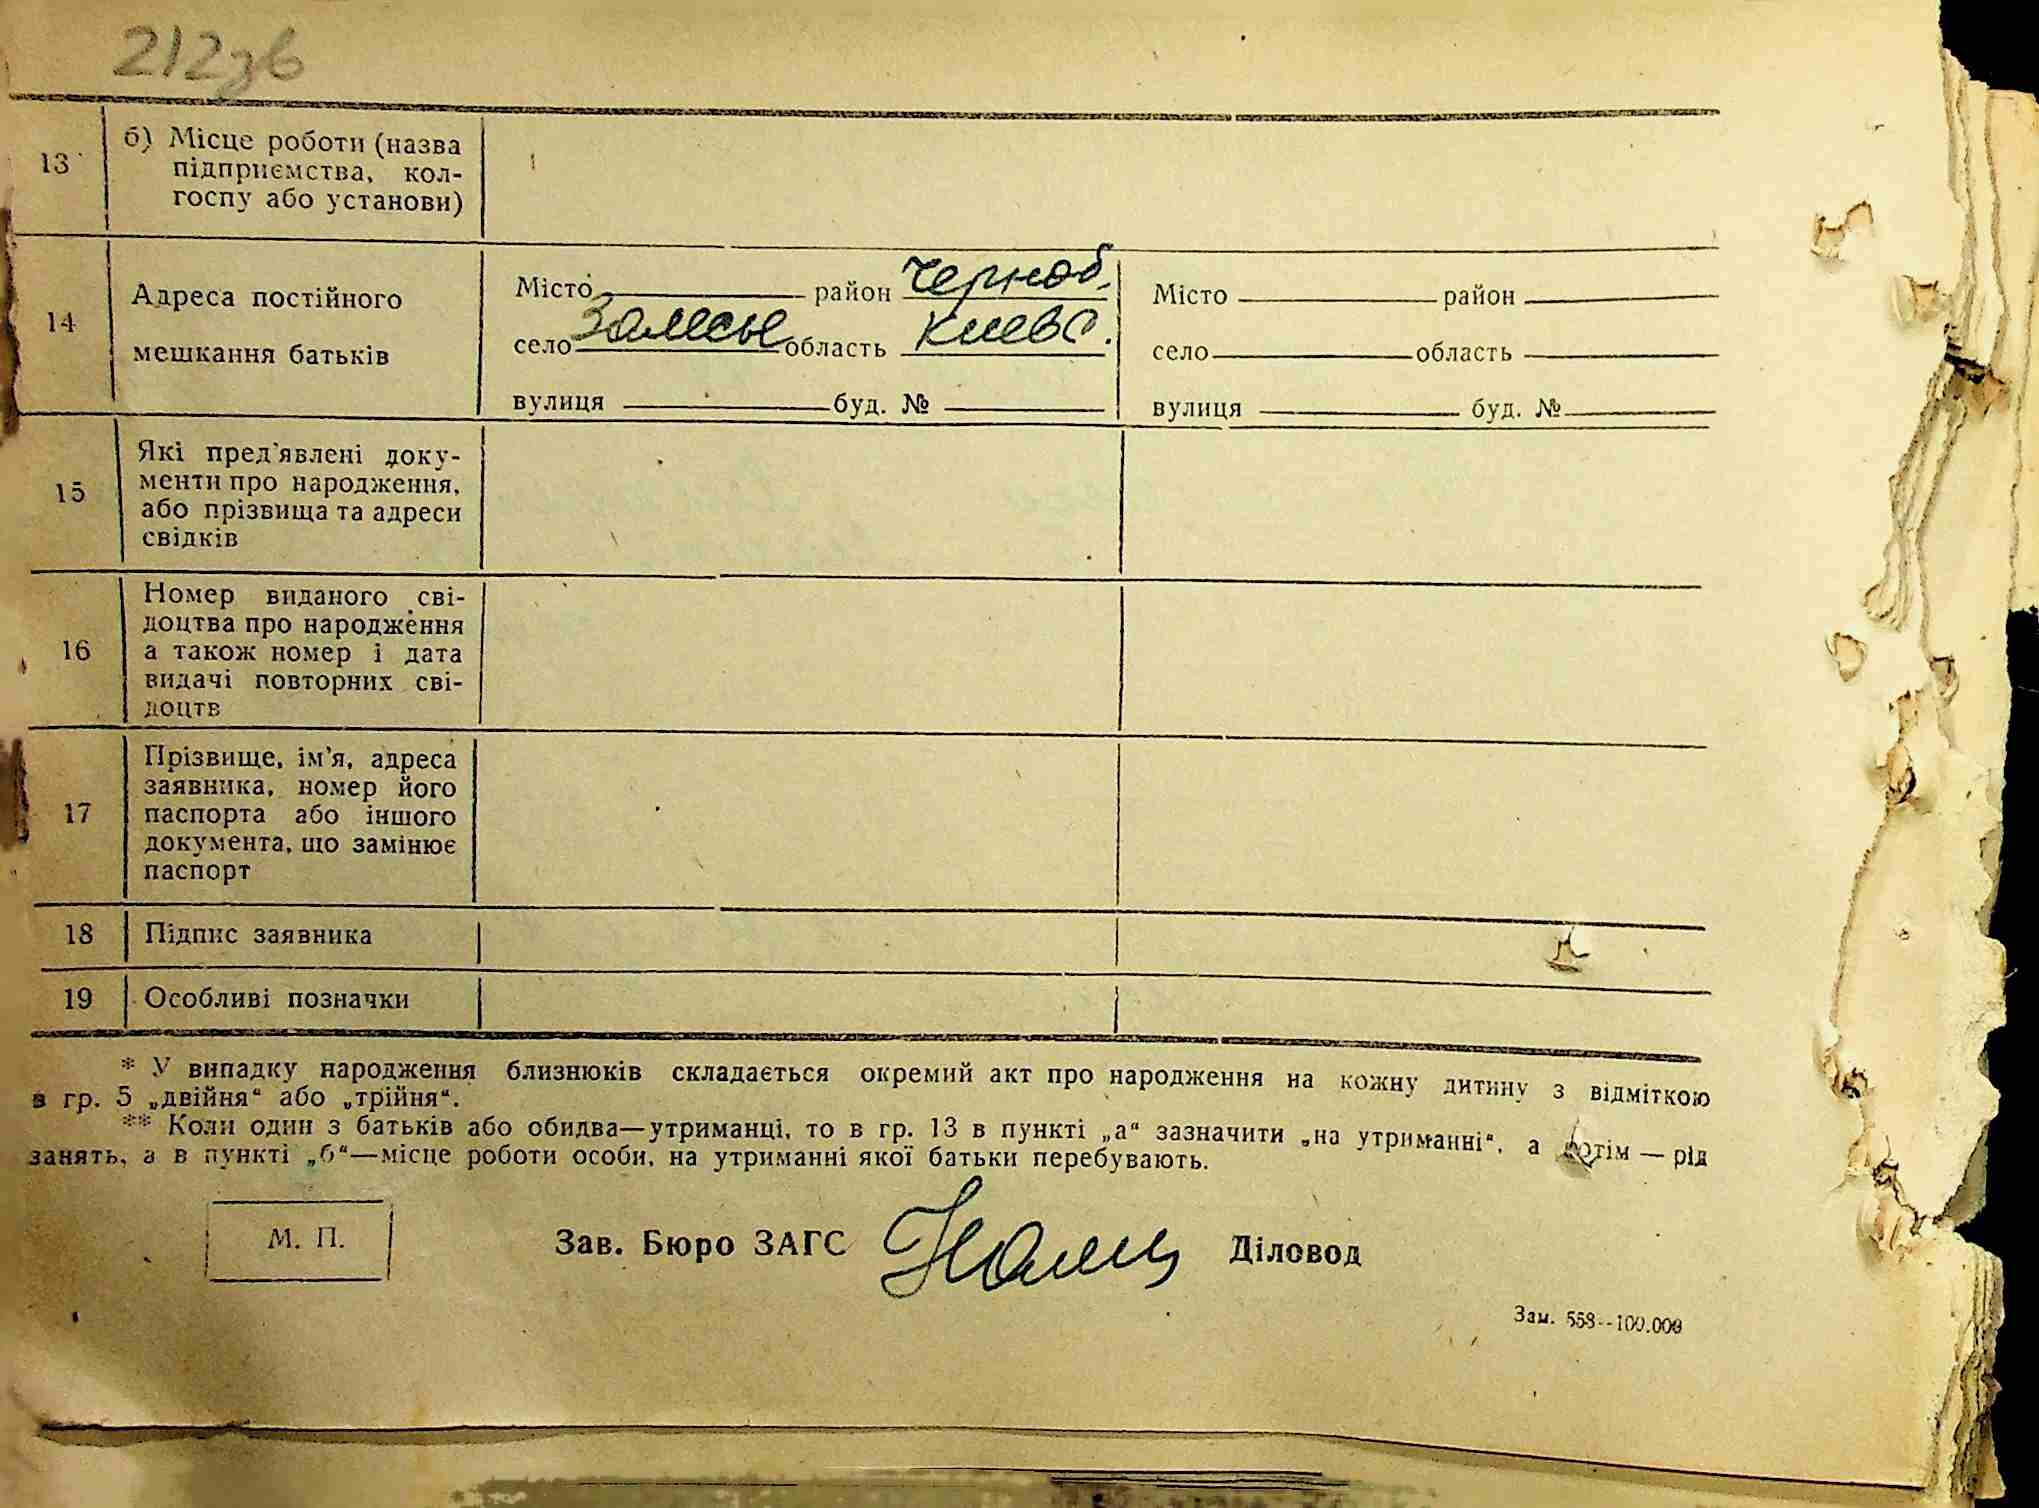 212зв
13 б) Місце роботи (назва
підприємства, кол-
госпу або установи)
14 Адреса постійного
мешкання батьків
Місто район Черноб.
село Залесье область Киевс.
вулиця буд. №
Місто район
село область
вулиця буд. №
15 Які пред'явлені доку-
менти про народження,
або прізвища та адреси
свідків
16 Номер виданого сві-
доцтва про народження
а також номер і дата
видачі повторних сві-
доцтв
17 Прізвище, ім'я, адреса
заявника, номер його
паспорта або іншого
документа, що замінює
паспорт
18 Підпис заявника
19 Особливі позначки
* У випадку народження близнюків складається окремий акт про народження на кожну дитину з відміткою
в гр. 5 „двійня“ або „трійня“.
** Коли один з батьків або обидва—утриманці, то в гр. 13 в пункті „а“ зазначити „на утриманні“, а потім — рід
занять, а в пункті „б“—місце роботи особи, на утриманні якої батьки перебувають.
М. П.
Зав. Бюро ЗАГС Діловод
Зам. 558--100.000